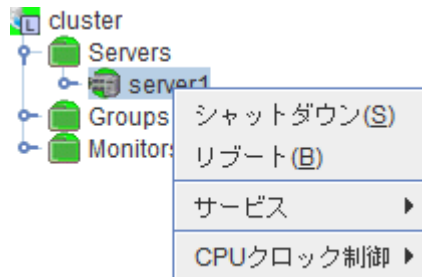 cluster
Servers
server1
Groups
Monitors
シャットダウン(S)
リブート(B)
サービス
CPUクロック制御